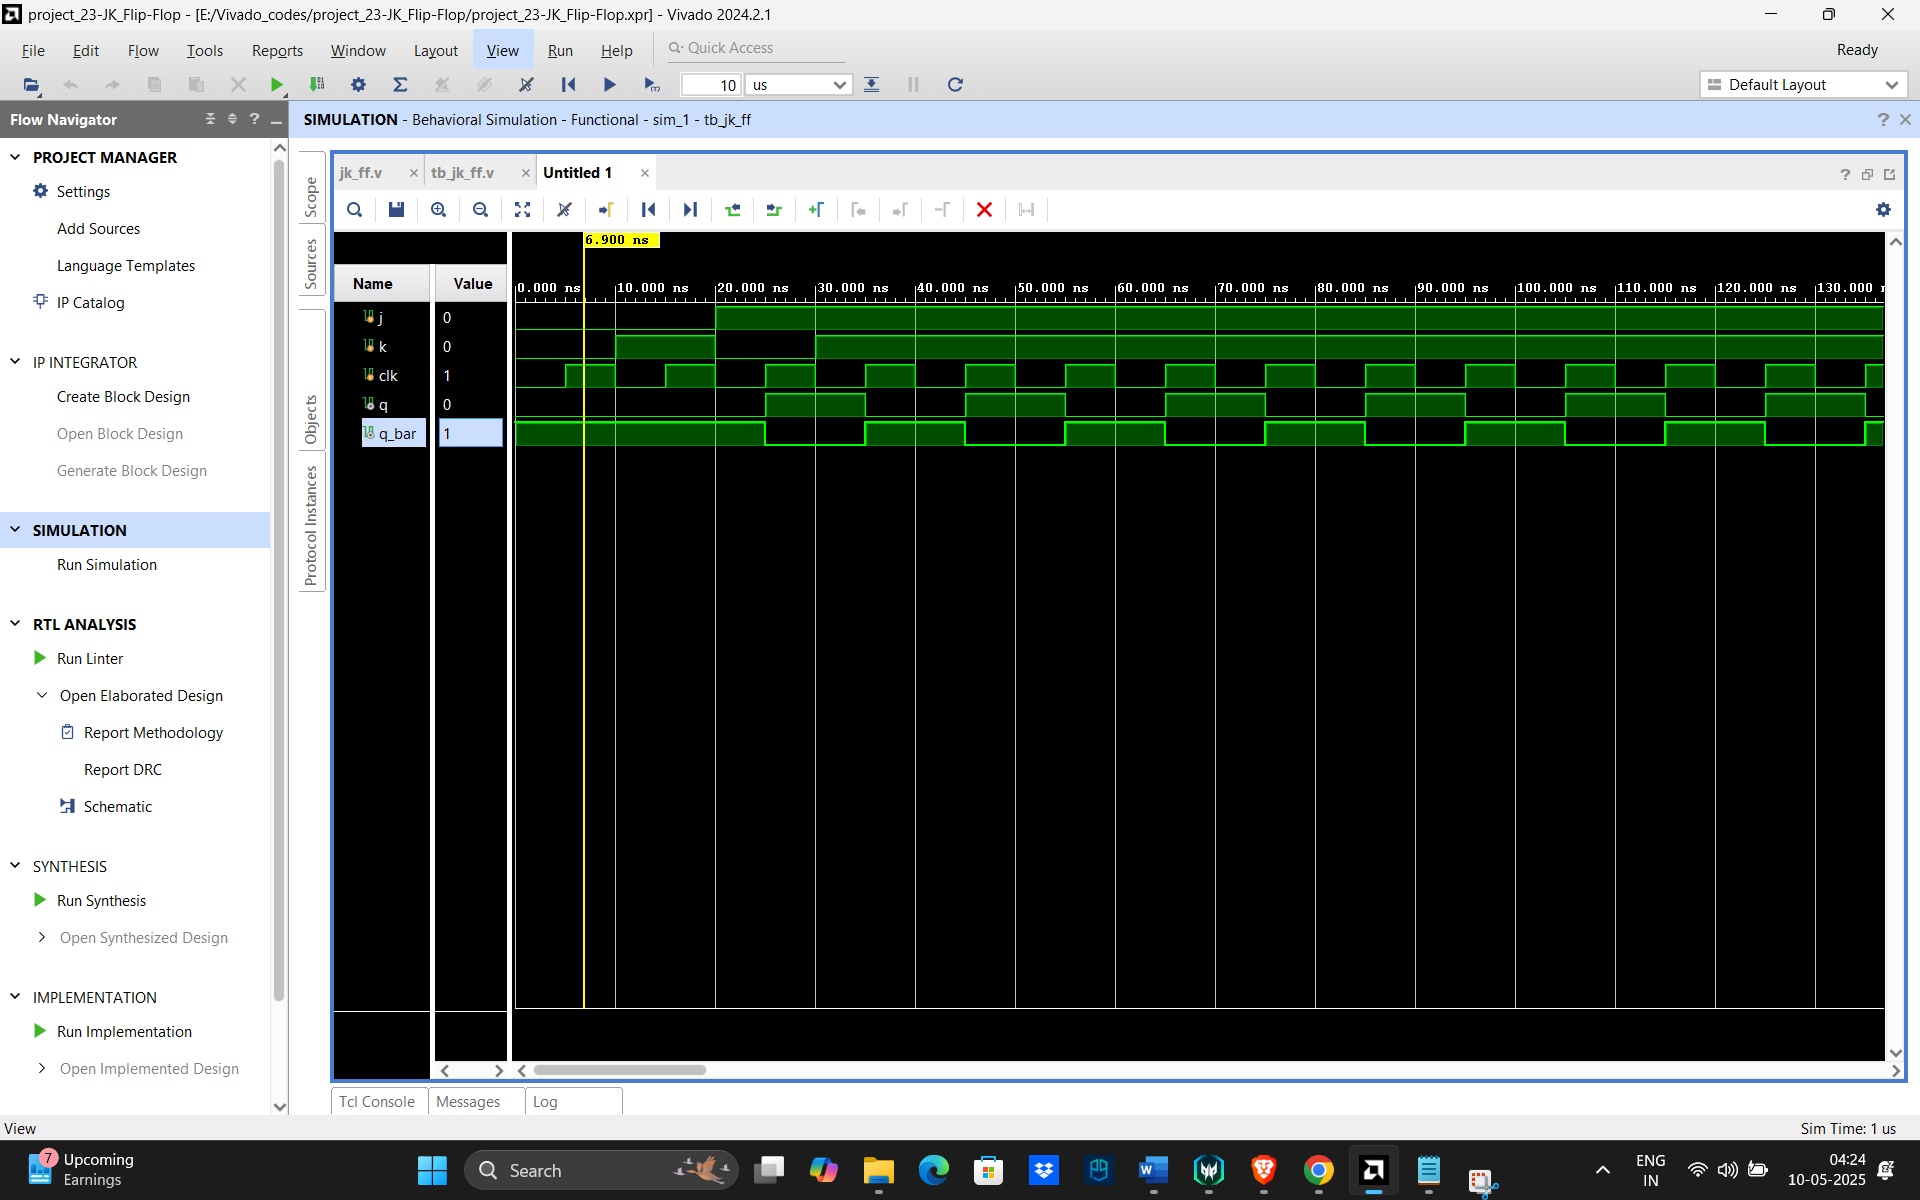 project_23-JK_Flip-Flop - [E:/Vivado_codes/project_23-JK_Flip-Flop/project_23-JK_Flip-Flop.xpr] - Vivado 2024.2.1
File Edit Flow Tools Reports Window Layout View Run Help Quick Access Ready
10 us Default Layout
Flow Navigator
SIMULATION - Behavioral Simulation - Functional - sim_1 - tb_jk_ff
PROJECT MANAGER
Settings
Add Sources
Language Templates
IP Catalog
IP INTEGRATOR
Create Block Design
Open Block Design
Generate Block Design
SIMULATION
Run Simulation
RTL ANALYSIS
Run Linter
Open Elaborated Design
Report Methodology
Report DRC
Schematic
SYNTHESIS
Run Synthesis
Open Synthesized Design
IMPLEMENTATION
Run Implementation
Open Implemented Design
Scope
Sources
Objects
Protocol Instances
jk_ff.v tb_jk_ff.v Untitled 1
6.900 ns
Name Value
0.000 ns 10.000 ns 20.000 ns 30.000 ns 40.000 ns 50.000 ns 60.000 ns 70.000 ns 80.000 ns 90.000 ns 100.000 ns 110.000 ns 120.000 ns 130.000
j 0
k 0
clk 1
q 0
q_bar 1
Tcl Console Messages Log
View Sim Time: 1 us
7
Upcoming
Earnings
Search
ENG
IN
04:24
10-05-2025